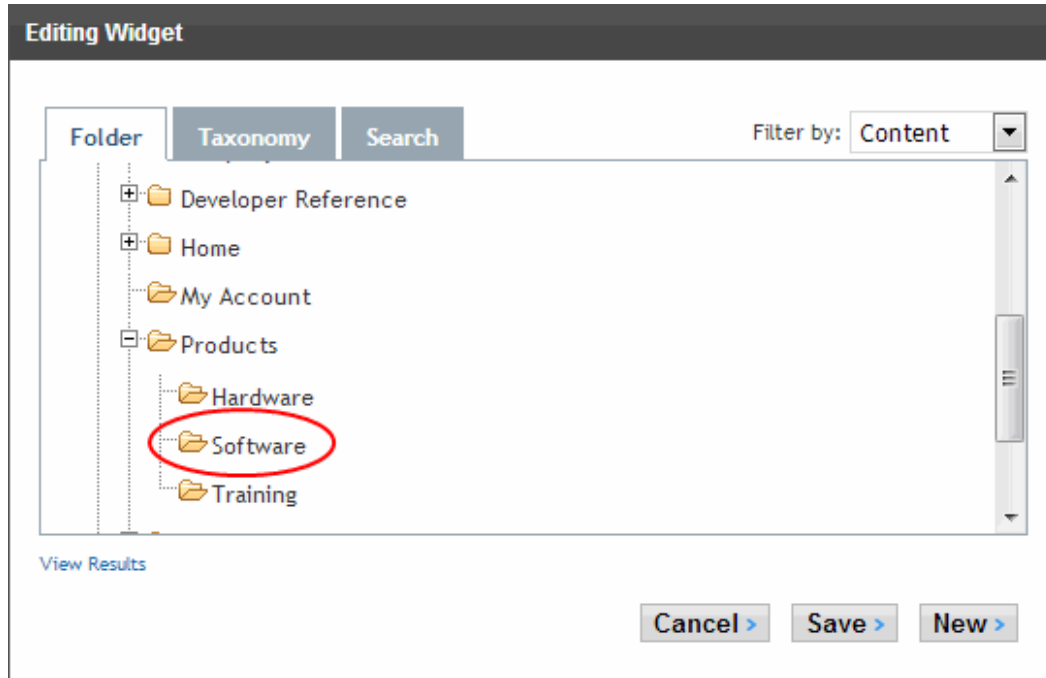 Editing Widget
Folder Taxonomy Search Filter by: Content
Developer Reference
Home
My Account
Products
Hardware
Software
Training
View Results
Cancel > Save > New >